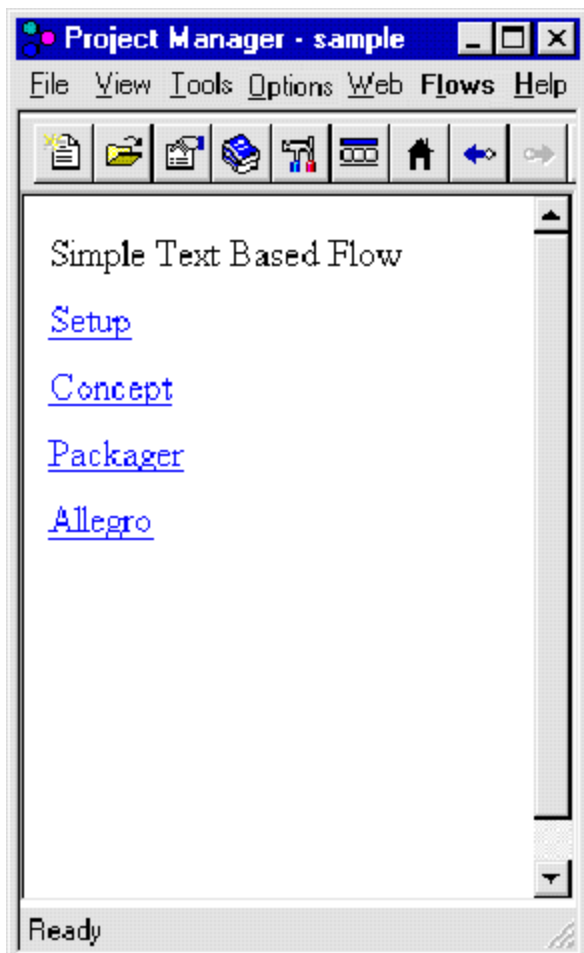 Project Manager - sample
File View Tools Options Web Flows Help
Simple Text Based Flow
Setup
Concept
Packager
Allegro
Ready